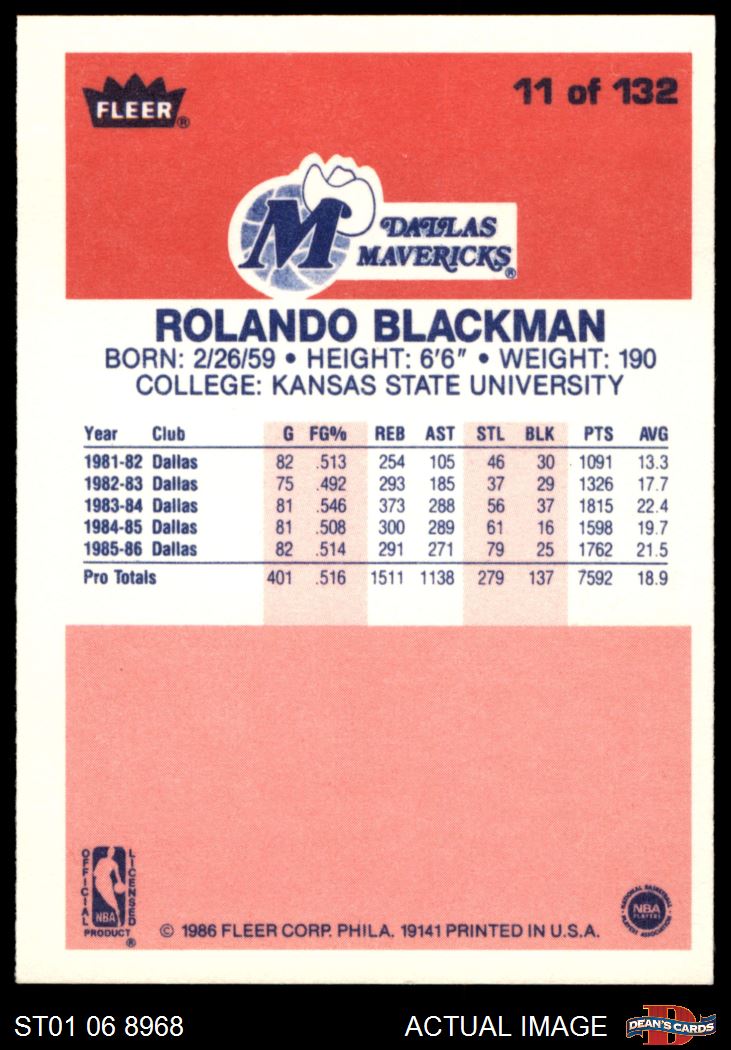 FLEER®
11 of 132
M DALLAS
MAVERICKS®
ROLANDO BLACKMAN
BORN: 2/26/59 • HEIGHT: 6'6" • WEIGHT: 190
COLLEGE: KANSAS STATE UNIVERSITY
Year Club G FG% REB AST STL BLK PTS AVG
1981-82 Dallas 82 .513 254 105 46 30 1091 13.3
1982-83 Dallas 75 .492 293 185 37 29 1326 17.7
1983-84 Dallas 81 .546 373 288 56 37 1815 22.4
1984-85 Dallas 81 .508 300 289 61 16 1598 19.7
1985-86 Dallas 82 .514 291 271 79 25 1762 21.5
Pro Totals 401 .516 1511 1138 279 137 7592 18.9
OFFICIAL
LICENSED
NBA
PRODUCT
®
© 1986 FLEER CORP. PHILA. 19141 PRINTED IN U.S.A.
NATIONAL BASKETBALL
NBA
PLAYERS
PLAYERS ASSOCIATION
ST01 06 8968
ACTUAL IMAGE
D
DEAN'S CARDS